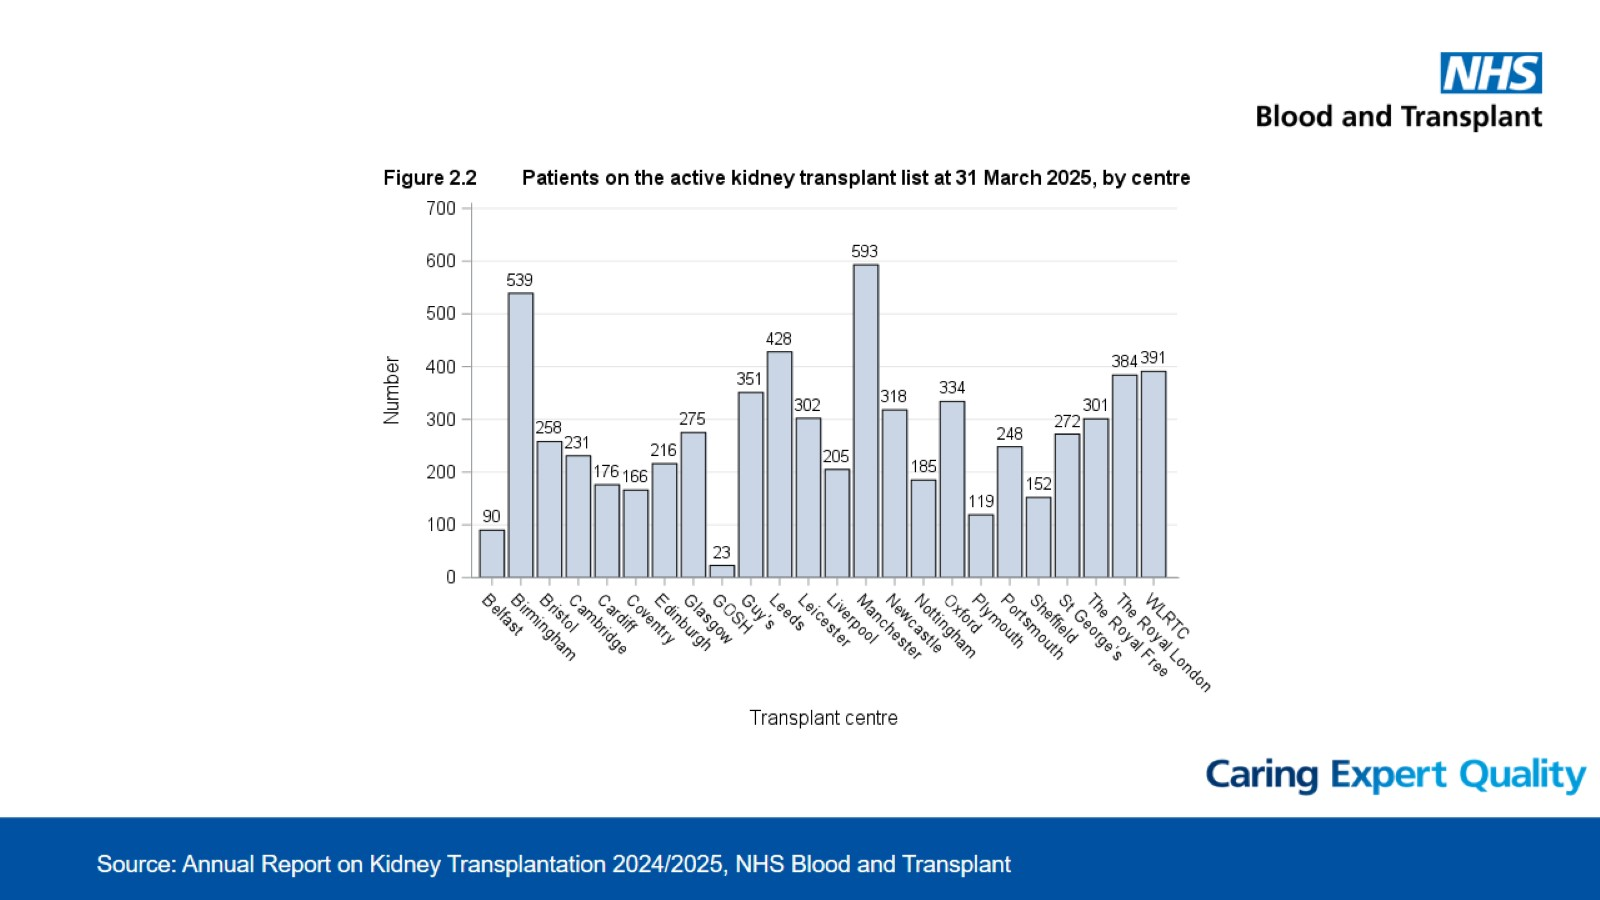 NHS
Blood and Transplant
Figure 2.2 Patients on the active kidney transplant list at 31 March 2025, by centre
Number
700
600
500
400
300
200
100
0
90
539
258
231
176
166
216
275
23
351
428
302
205
593
318
185
334
119
248
152
272
301
384
391
Belfast
Birmingham
Bristol
Cambridge
Cardiff
Coventry
Edinburgh
Glasgow
GOSH
Guy's
Leeds
Leicester
Liverpool
Manchester
Newcastle
Nottingham
Oxford
Plymouth
Portsmouth
Sheffield
St George's
The Royal Free
The Royal London
WLRTC
Transplant centre
Caring Expert Quality
Source: Annual Report on Kidney Transplantation 2024/2025, NHS Blood and Transplant